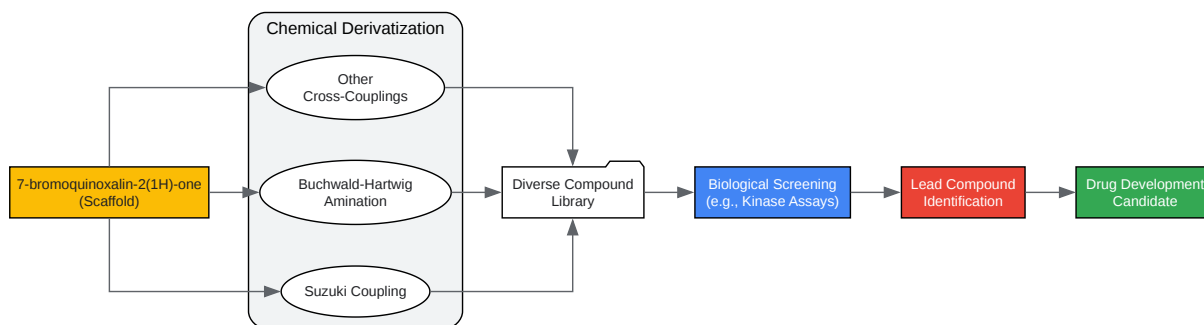 Chemical Derivatization
Other
Cross-Couplings
7-bromoquinoxalin-2(1H)-one
(Scaffold)
Buchwald-Hartwig
Amination
Suzuki Coupling
Diverse Compound
Library
Biological Screening
(e.g., Kinase Assays)
Lead Compound
Identification
Drug Development
Candidate